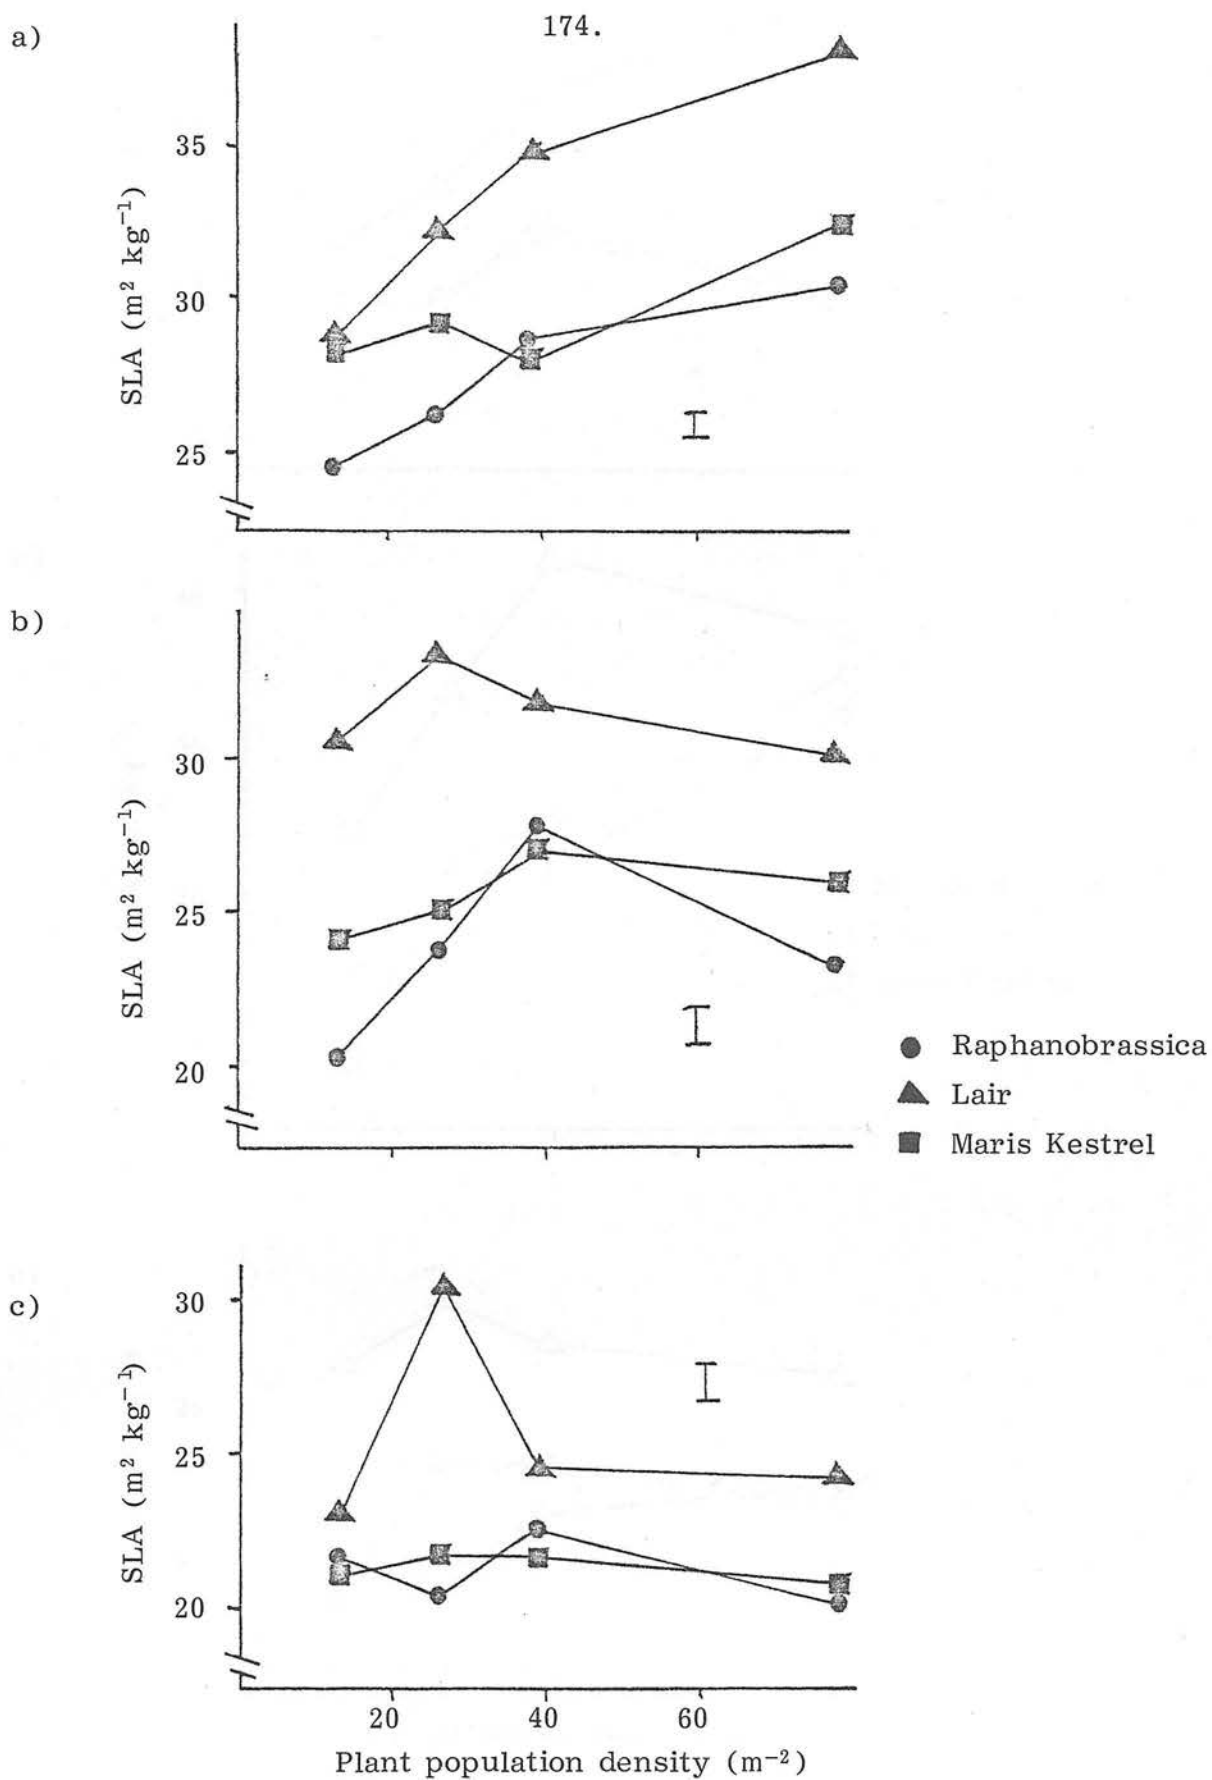 174.
a)
35
30
25
SLA (m² kg⁻¹)
b)
30
25
20
SLA (m² kg⁻¹)
Raphanobrassica
Lair
Maris Kestrel
c)
30
25
20
SLA (m² kg⁻¹)
20 40 60
Plant population density (m⁻²)